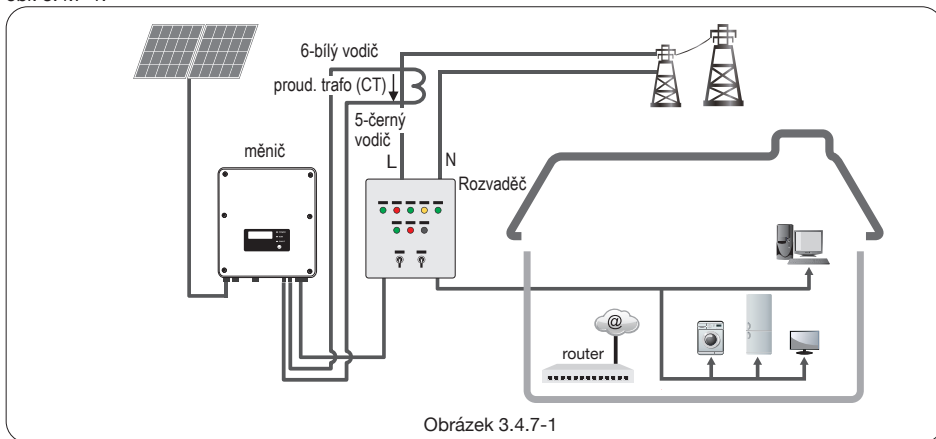 6-bílý vodič
proud. trafo (CT)
5-černý
vodič
měnič
L
N
Rozvaděč
@
router
Obrázek 3.4.7-1